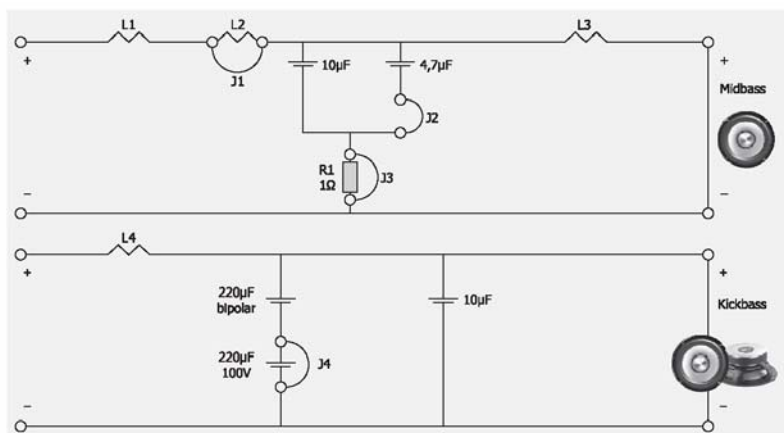 L1
L2
L3
+
J1
10µF
4,7µF
+
Midbass
J2
R1
1Ω
J3
–
–
L4
+
+
220µF
bipolar
10µF
Kickbass
220µF
100V
J4
–
–